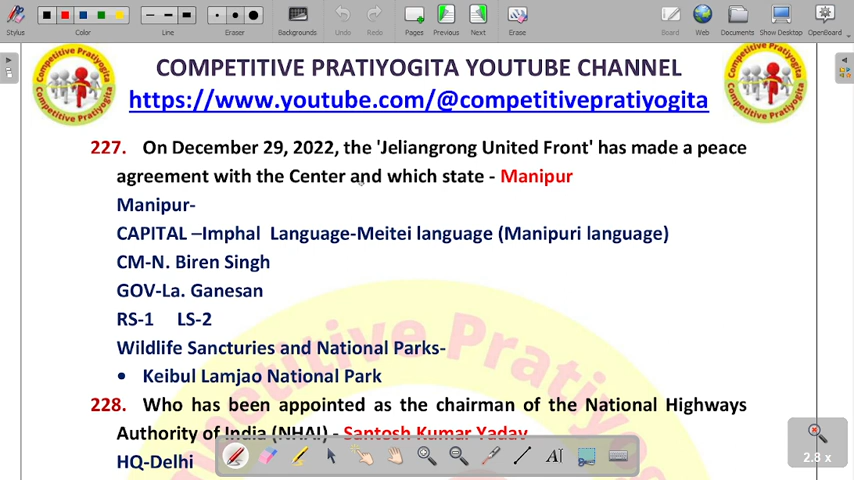 Stylus
Color
Line
Eraser
Backgrounds
Undo
Redo
Pages
Previous
Next
Erase
Board
Web
Documents
Show Desktop
OpenBoard
COMPETITIVE PRATIYOGITA YOUTUBE CHANNEL
https://www.youtube.com/@competitivepratiyogita
Competitive Pratiyogita
Competitive Pratiyogita
227. On December 29, 2022, the 'Jeliangrong United Front' has made a peace
agreement with the Center and which state - Manipur
Manipur-
CAPITAL –Imphal Language-Meitei language (Manipuri language)
CM-N. Biren Singh
GOV-La. Ganesan
RS-1 LS-2
Wildlife Sancturies and National Parks-
• Keibul Lamjao National Park
228. Who has been appointed as the chairman of the National Highways
Authority of India (NHAI) - Santosh Kumar Yadav
HQ-Delhi
2.8 x